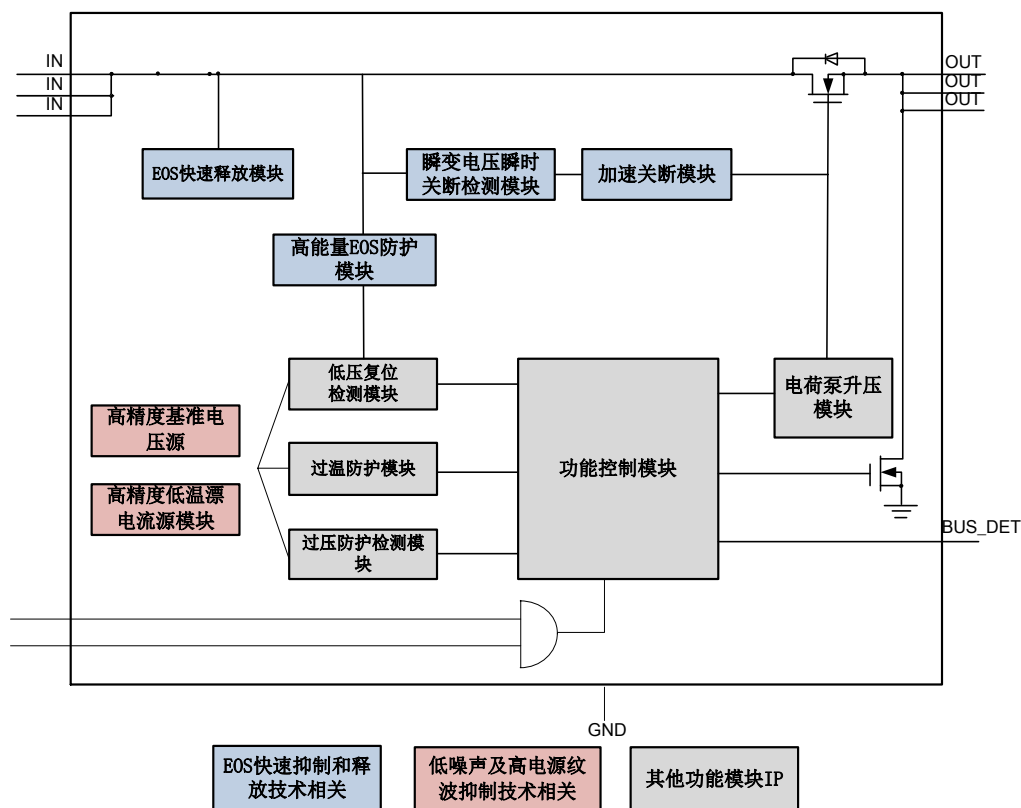 IN
OUT
IN
OUT
IN
OUT
EOS快速释放模块
瞬变电压瞬时
关断检测模块
加速关断模块
高能量EOS防护
模块
低压复位
检测模块
电荷泵升压
模块
高精度基准电
压源
过温防护模块
功能控制模块
高精度低温漂
电流源模块
过压防护检测模
块
BUS_DET
GND
EOS快速抑制和释
放技术相关
低噪声及高电源纹
波抑制技术相关
其他功能模块IP